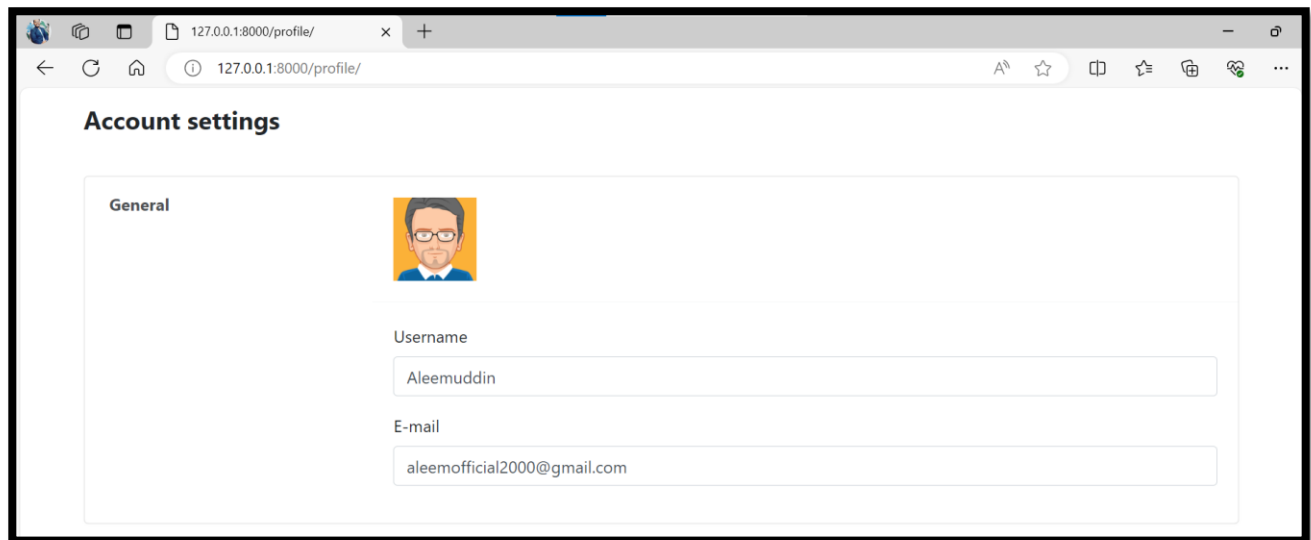 127.0.0.1:8000/profile/
127.0.0.1:8000/profile/
Account settings
General
Username
Aleemuddin
E-mail
aleemofficial2000@gmail.com